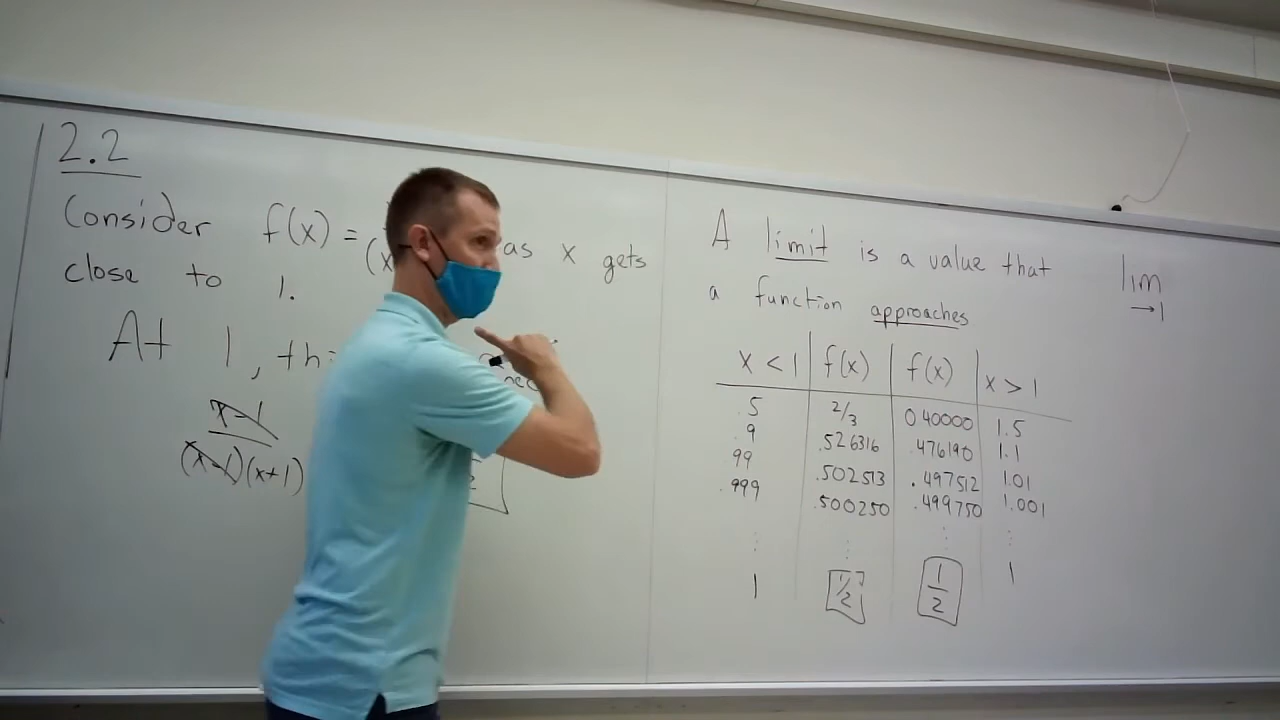 2.2
Consider f(x) = as x gets
(x
close to 1.
At 1, th
x-1
(x-1)(x+1)
A limit is a value that
a function approaches
lim
→1
x < 1 f(x) f(x) x > 1
.5 2/3 0.40000 1.5
.9 .526316 .476190 1.1
.99 .502513 .497512 1.01
.999 .500250 .499750 1.001
⋮ ⋮ ⋮ ⋮
1 1/2 1/2 1